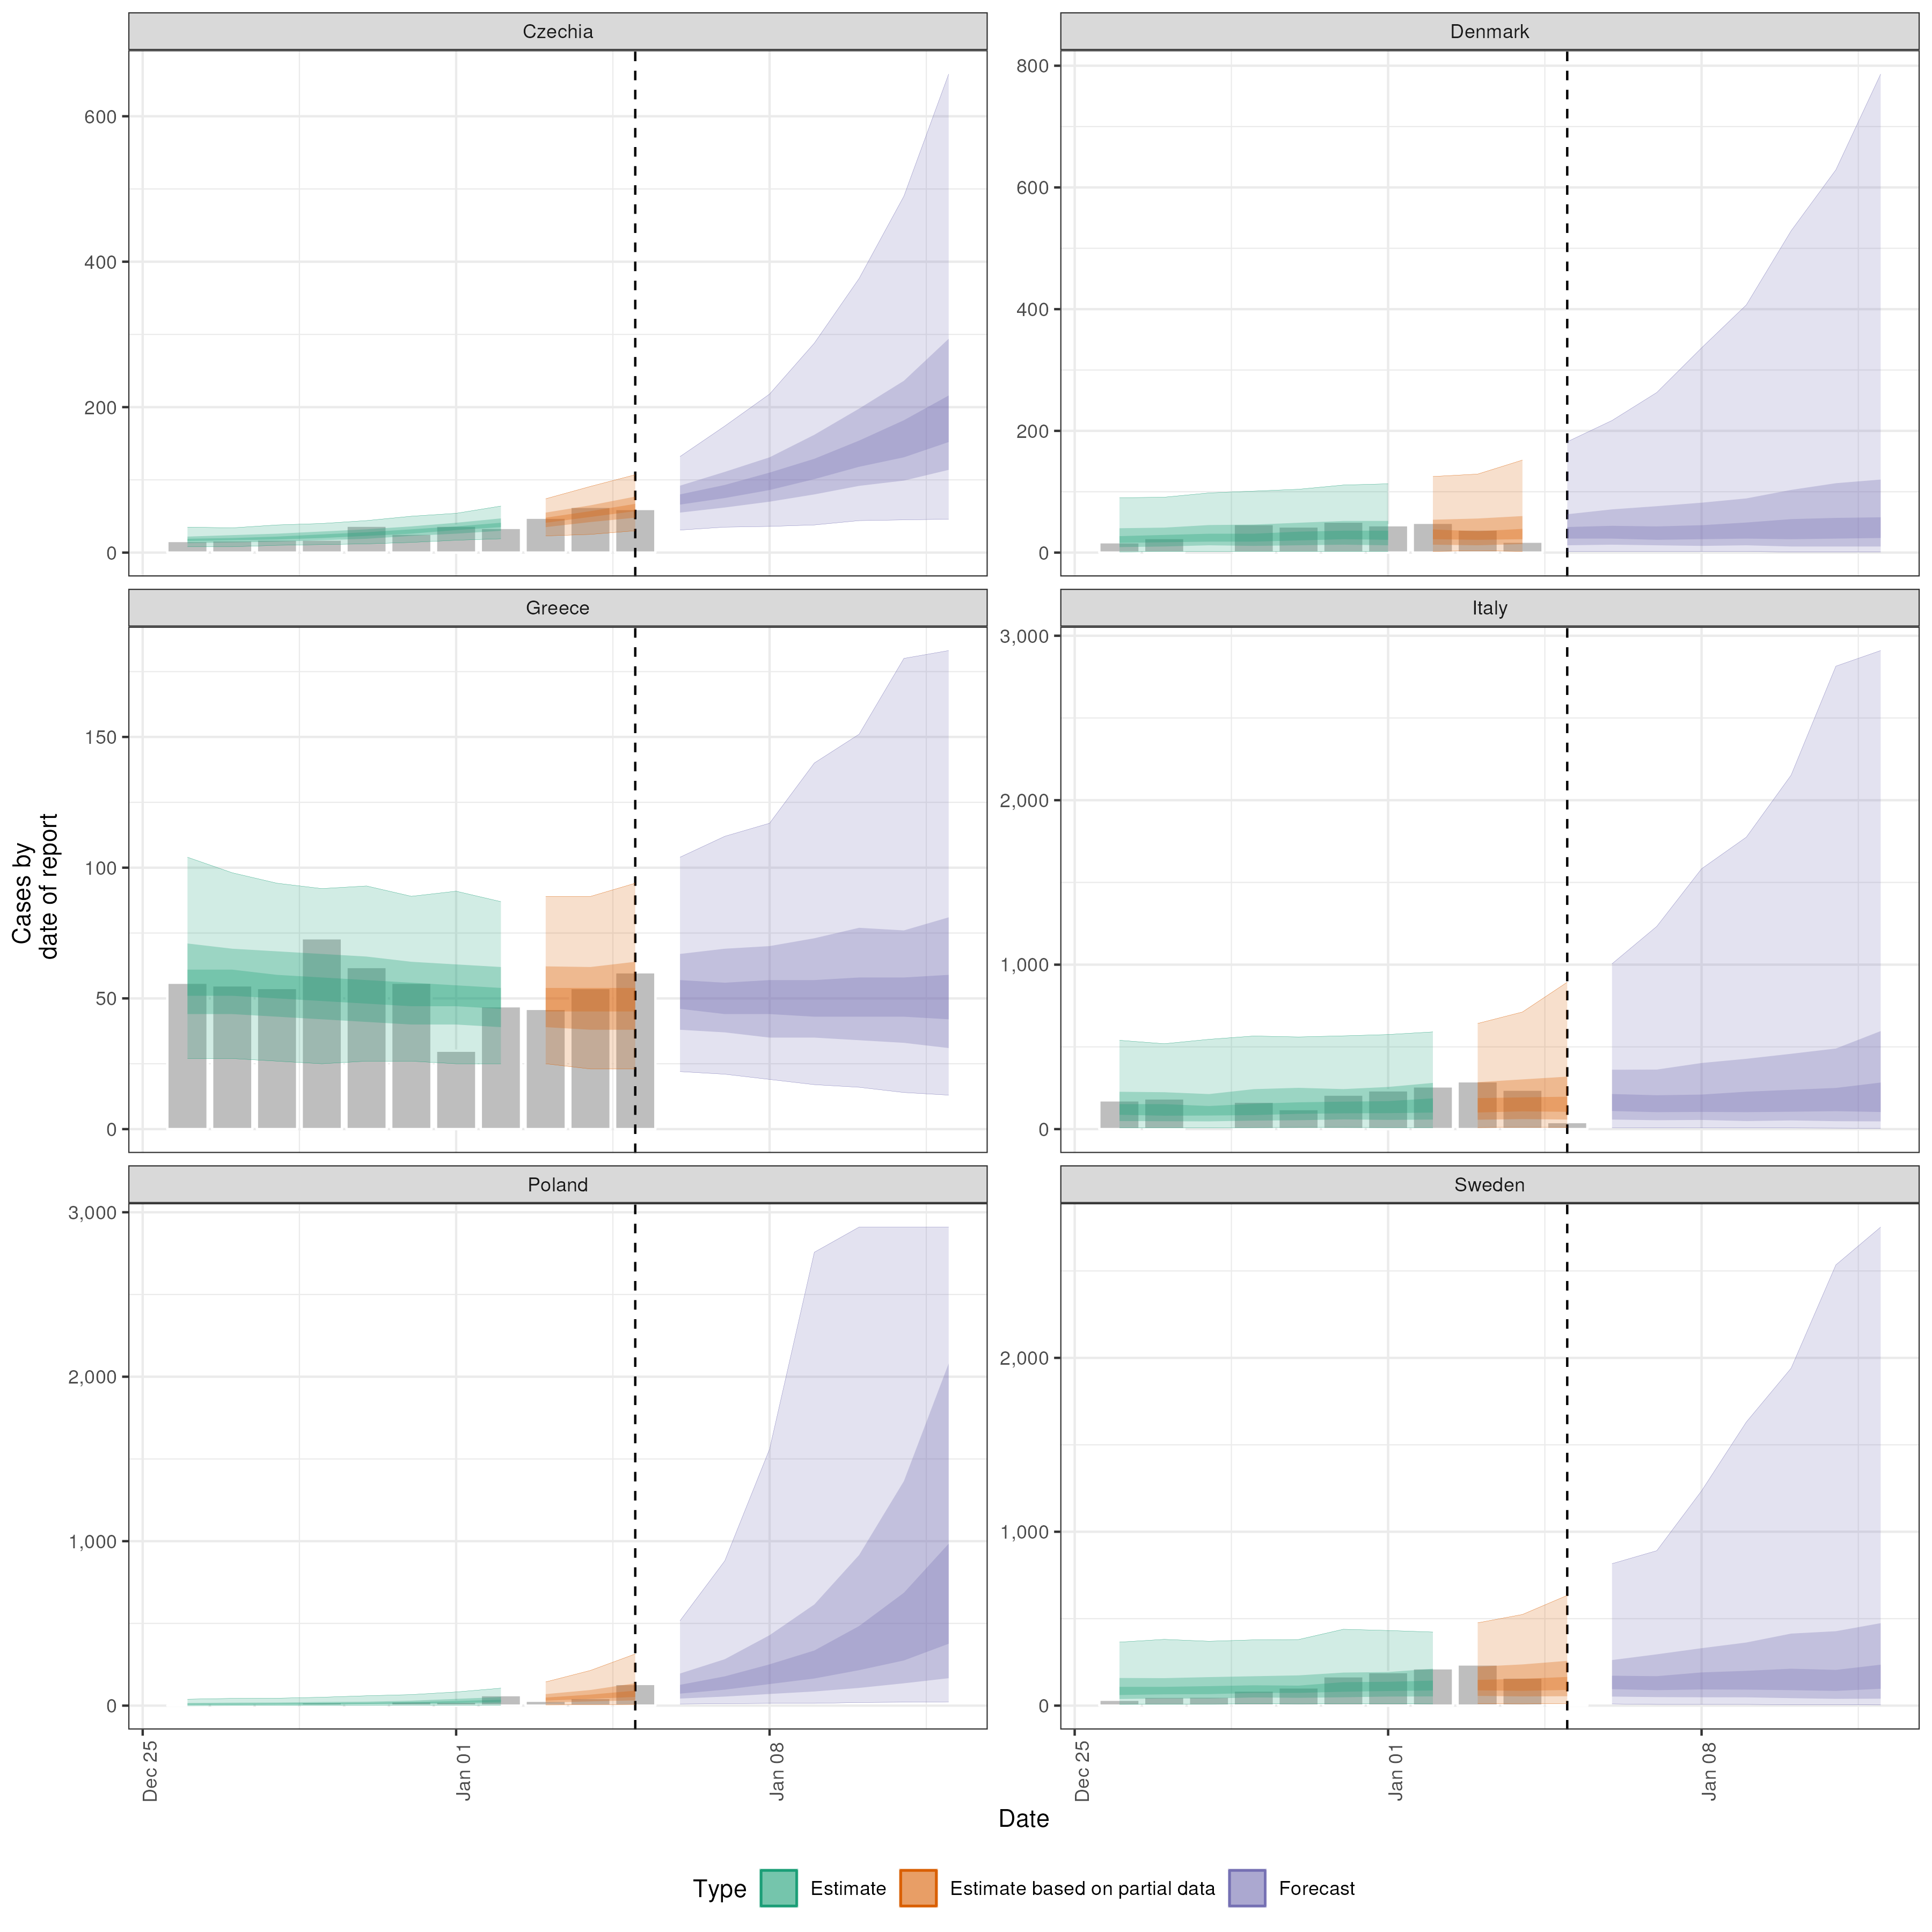 Czechia
Denmark
600
400
200
0
800
600
400
200
0
Greece
Italy
150
100
50
0
3,000
2,000
1,000
0
Poland
Sweden
3,000
2,000
1,000
0
2,000
1,000
0
Cases by
date of report
Dec 25
Jan 01
Jan 08
Dec 25
Jan 01
Jan 08
Date
Type Estimate Estimate based on partial data Forecast